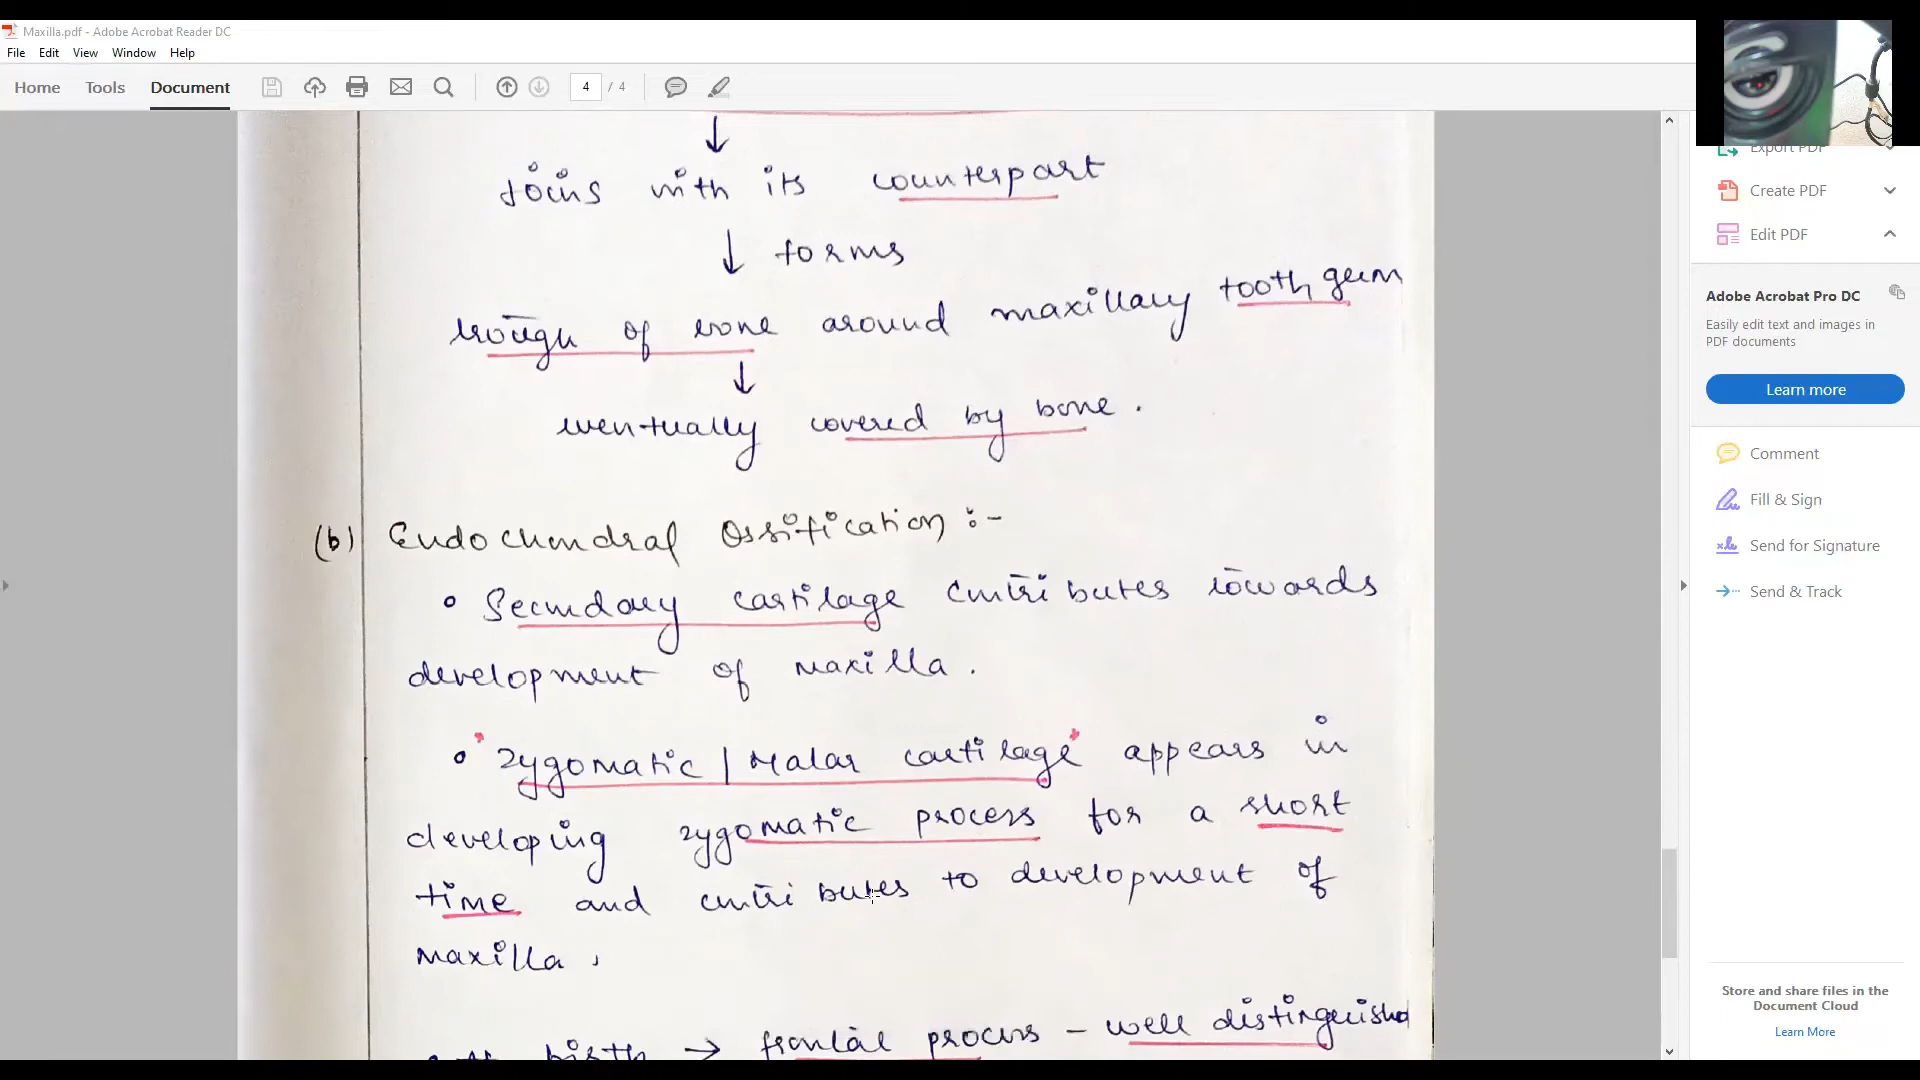 Maxilla.pdf - Adobe Acrobat Reader DC
File Edit View Window Help
Home Tools Document 4 / 4
↓
joins with its counterpart
↓ forms
trough of bone around maxillary tooth germ
↓
eventually covered by bone.
(b) Endochondral Ossification :-
• Secondary cartilage contributes towards
development of maxilla.
• "Zygomatic / Malar cartilage" appears in
developing zygomatic process for a short
time and contributes to development of
maxilla.
birth → frontal process - well distinguished
Export PDF
Create PDF
Edit PDF
Adobe Acrobat Pro DC
Easily edit text and images in
PDF documents
Learn more
Comment
Fill & Sign
Send for Signature
Send & Track
Store and share files in the
Document Cloud
Learn More